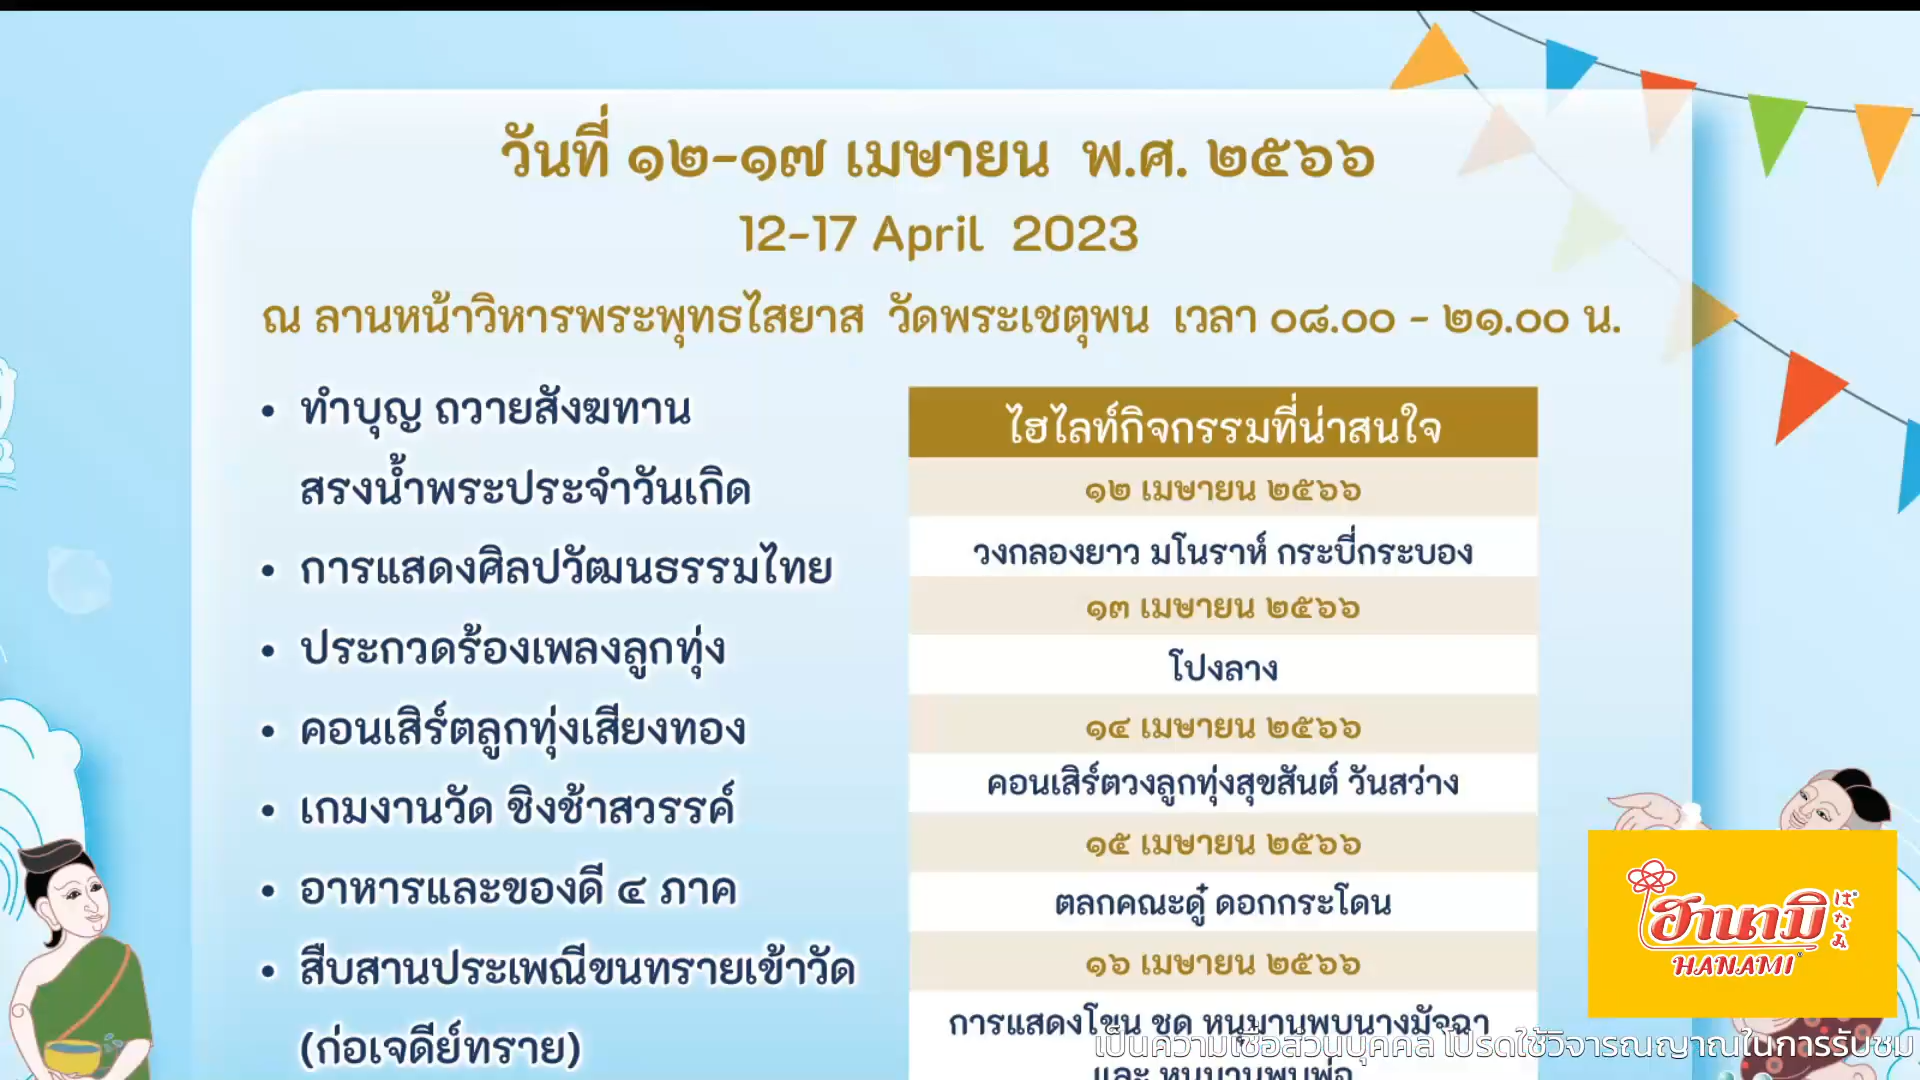 วันที่ ๑๒-๑๗ เมษายน พ.ศ. ๒๕๖๖
12-17 April 2023
ณ ลานหน้าวิหารพระพุทธไสยาส วัดพระเชตุพน เวลา ๐๘.๐๐ - ๒๑.๐๐ น.
• ทำบุญ ถวายสังฆทาน
สรงน้ำพระประจำวันเกิด
• การแสดงศิลปวัฒนธรรมไทย
• ประกวดร้องเพลงลูกทุ่ง
• คอนเสิร์ตลูกทุ่งเสียงทอง
• เกมงานวัด ชิงช้าสวรรค์
• อาหารและของดี ๔ ภาค
• สืบสานประเพณีขนทรายเข้าวัด
(ก่อเจดีย์ทราย)
ไฮไลท์กิจกรรมที่น่าสนใจ
๑๒ เมษายน ๒๕๖๖
วงกลองยาว มโนราห์ กระบี่กระบอง
๑๓ เมษายน ๒๕๖๖
โปงลาง
๑๔ เมษายน ๒๕๖๖
คอนเสิร์ตวงลูกทุ่งสุขสันต์ วันสว่าง
๑๕ เมษายน ๒๕๖๖
ตลกคณะดู๋ ดอกกระโดน
๑๖ เมษายน ๒๕๖๖
การแสดงโขน ชุด หนุมานพบนางมัจฉา
และ หนุมานพบพ่อ
ฮานามิ
はなみ
HANAMI
เป็นความเชื่อส่วนบุคคล โปรดใช้วิจารณญาณในการรับชม